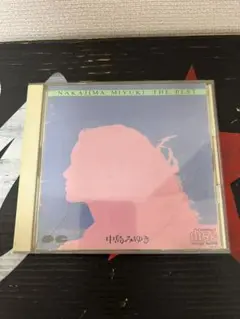 NAKAJIMA MIYUKI THE BEST
中島みゆき